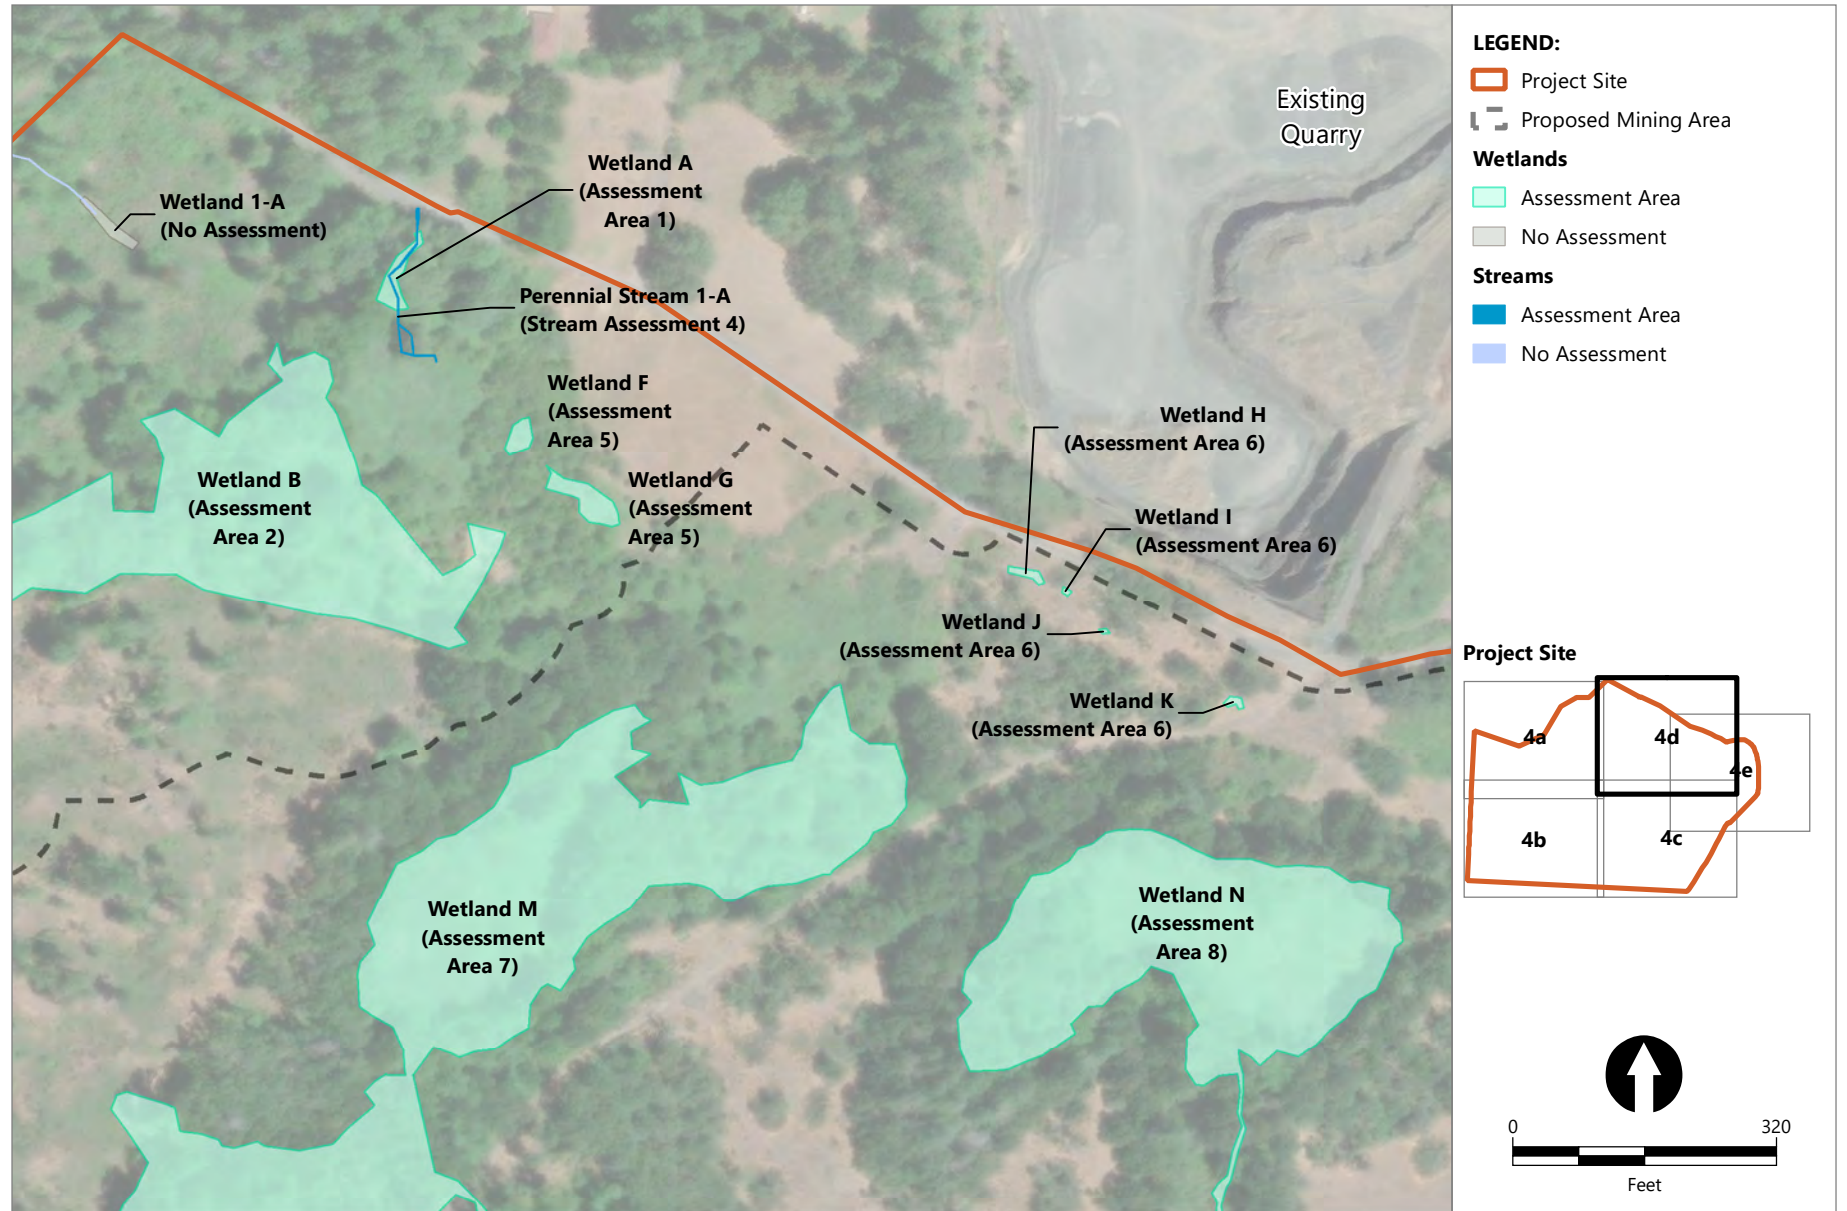 Existing
Quarry
Wetland A
(Assessment
Area 1)
Wetland 1-A
(No Assessment)
Perennial Stream 1-A
(Stream Assessment 4)
Wetland F
(Assessment
Area 5)
Wetland H
(Assessment Area 6)
Wetland B
(Assessment
Area 2)
Wetland G
(Assessment
Area 5)
Wetland I
(Assessment Area 6)
Wetland J
(Assessment Area 6)
Wetland K
(Assessment Area 6)
Wetland M
(Assessment
Area 7)
Wetland N
(Assessment
Area 8)
LEGEND:
Project Site
Proposed Mining Area
Wetlands
Assessment Area
No Assessment
Streams
Assessment Area
No Assessment
Project Site
4a
4d
4e
4b
4c
0 320
Feet